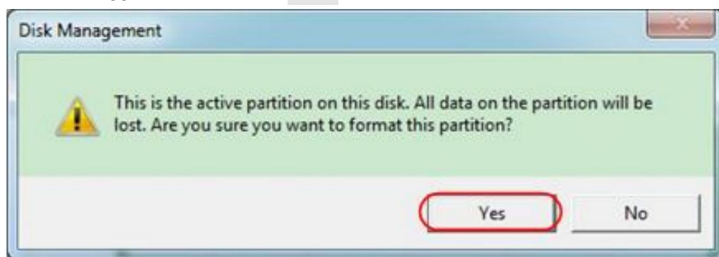 Disk Management
This is the active partition on this disk. All data on the partition will be
lost. Are you sure you want to format this partition?
Yes
No